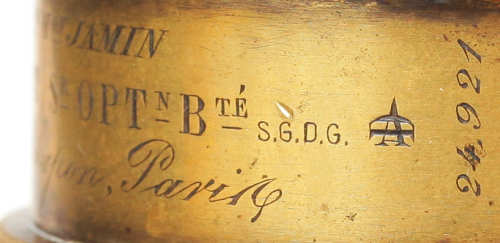 JAMIN
OPTN BTÉ S.G.D.G. A
Paris
24921